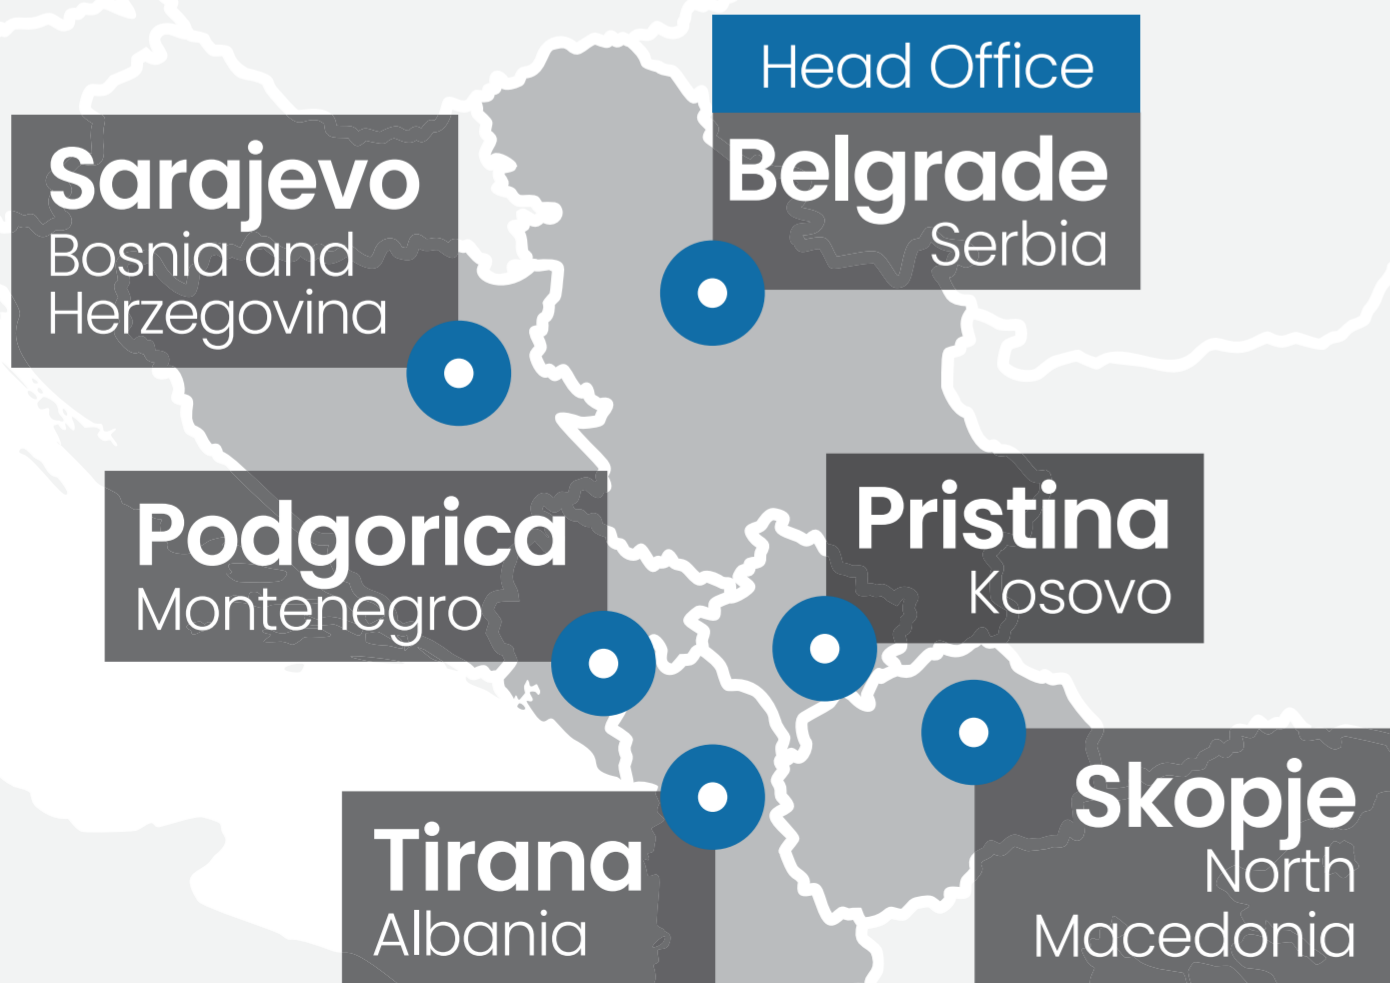 Head Office
Belgrade
Serbia
Sarajevo
Bosnia and
Herzegovina
Podgorica
Montenegro
Pristina
Kosovo
Tirana
Albania
Skopje
North
Macedonia